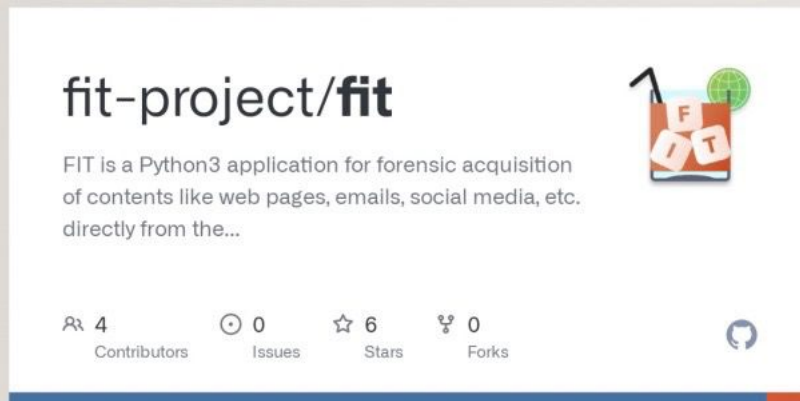 fit-project/fit
FIT is a Python3 application for forensic acquisition
of contents like web pages, emails, social media, etc.
directly from the...
F
I T
4 Contributors
0 Issues
6 Stars
0 Forks